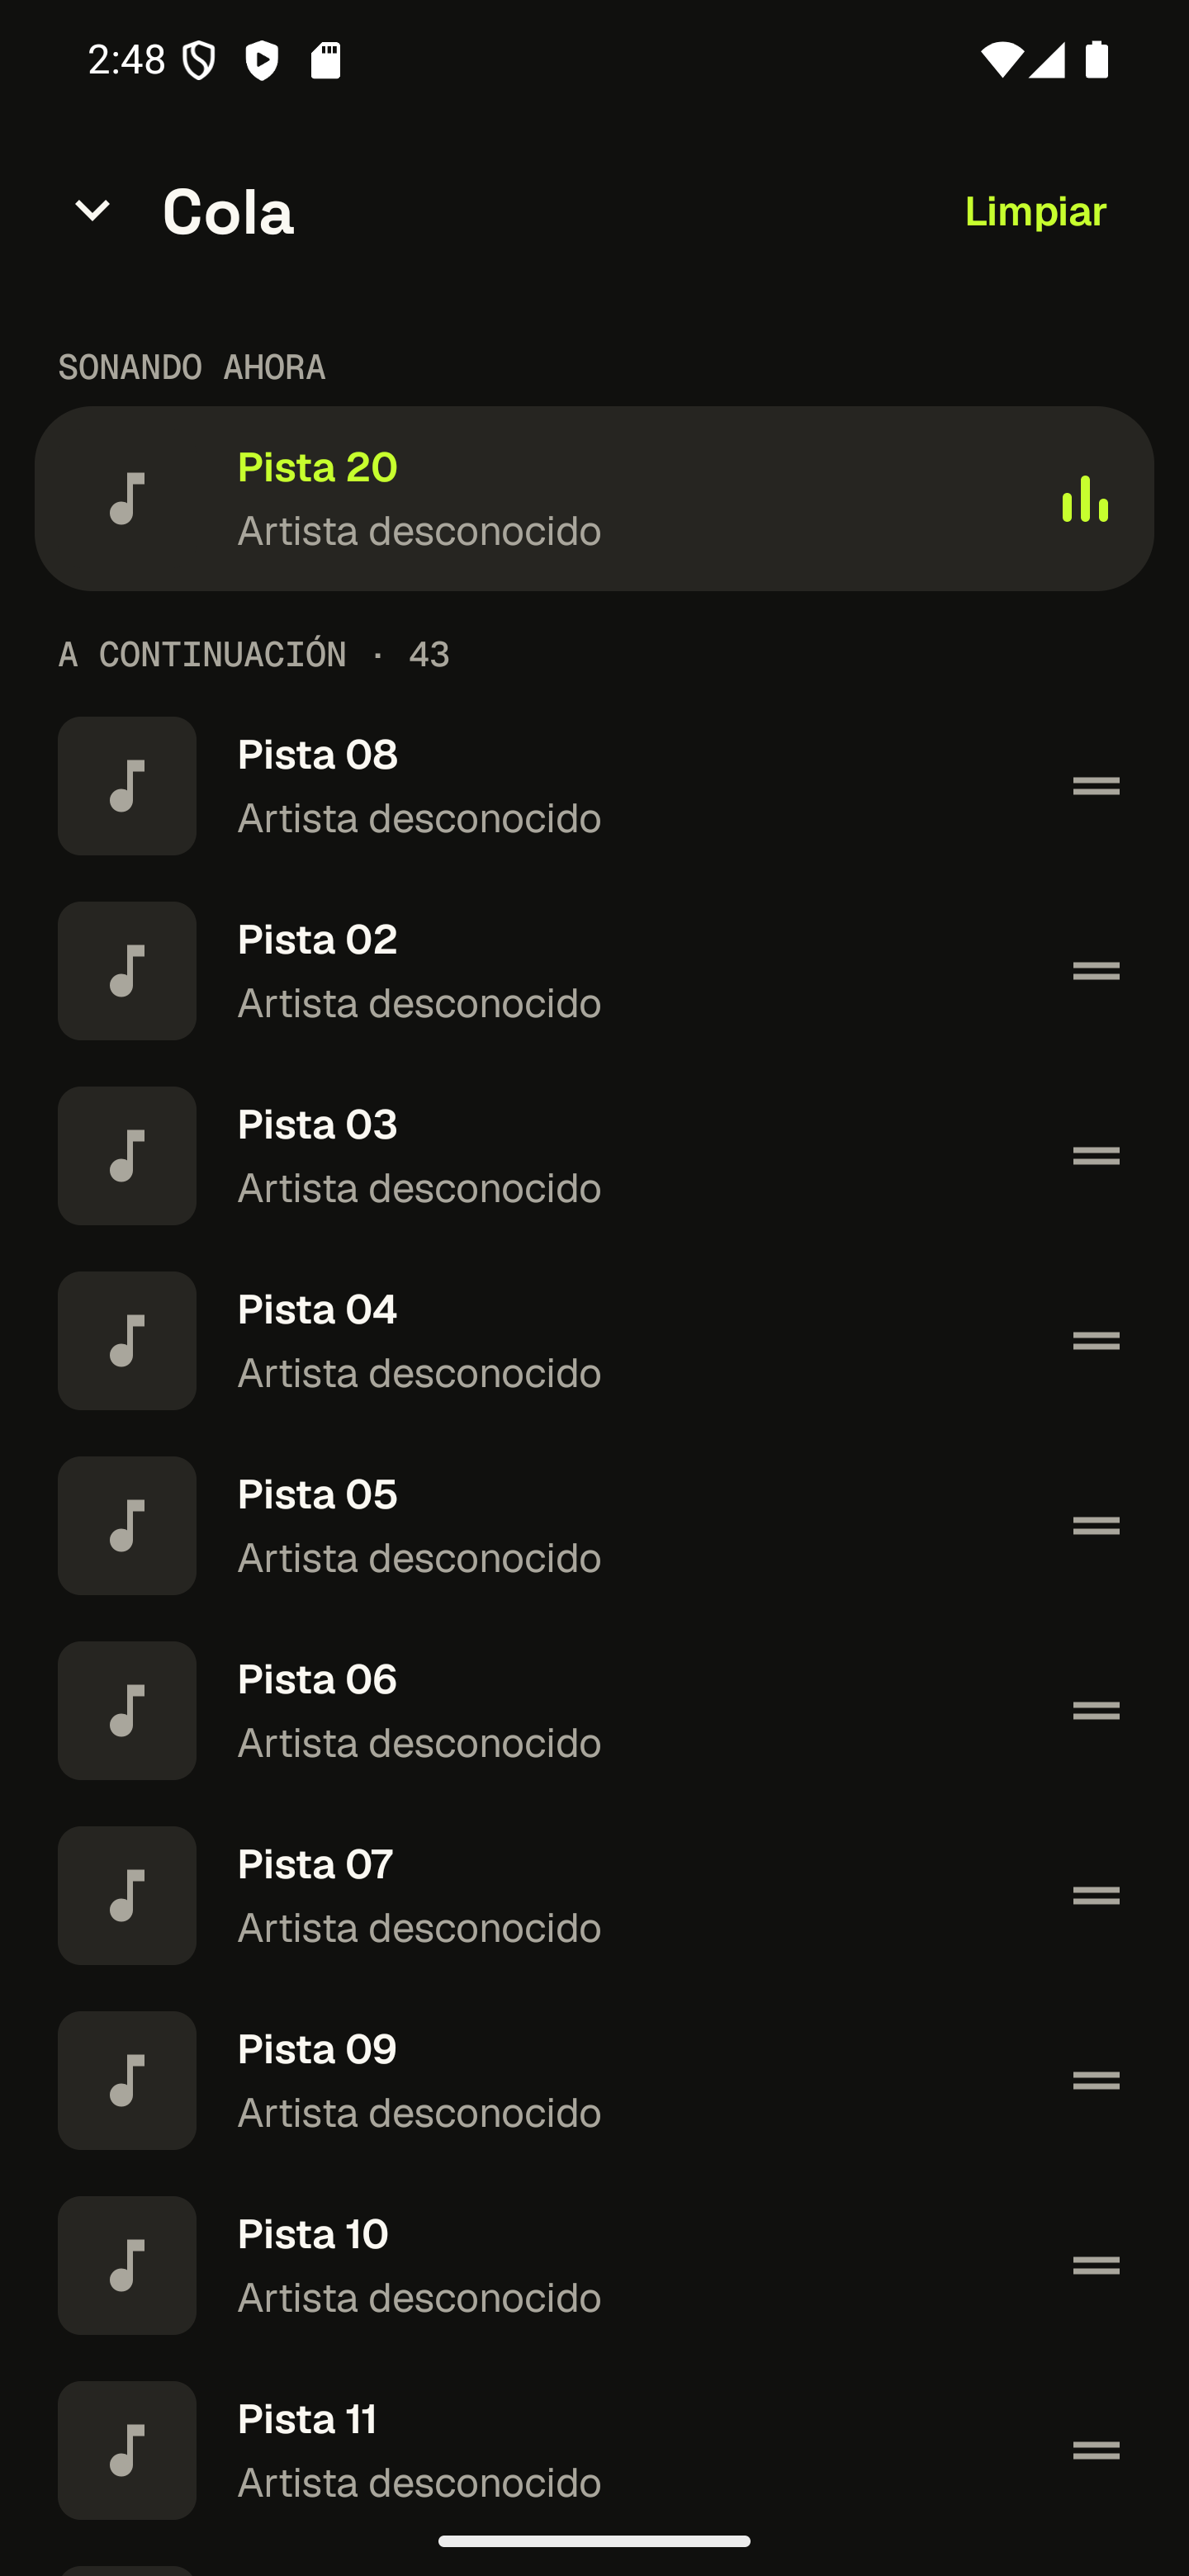 2:48
Cola
Limpiar
SONANDO AHORA
Pista 20
Artista desconocido
A CONTINUACIÓN · 43
Pista 08
Artista desconocido
Pista 02
Artista desconocido
Pista 03
Artista desconocido
Pista 04
Artista desconocido
Pista 05
Artista desconocido
Pista 06
Artista desconocido
Pista 07
Artista desconocido
Pista 09
Artista desconocido
Pista 10
Artista desconocido
Pista 11
Artista desconocido